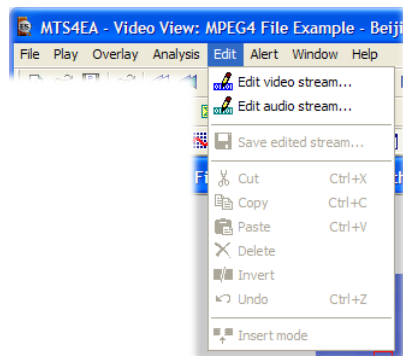 MTS4EA - Video View: MPEG4 File Example - Beiji
File Play Overlay Analysis Edit Alert Window Help
Edit video stream...
Edit audio stream...
Save edited stream...
Cut Ctrl+X
Copy Ctrl+C
Paste Ctrl+V
Delete
Invert
Undo Ctrl+Z
Insert mode